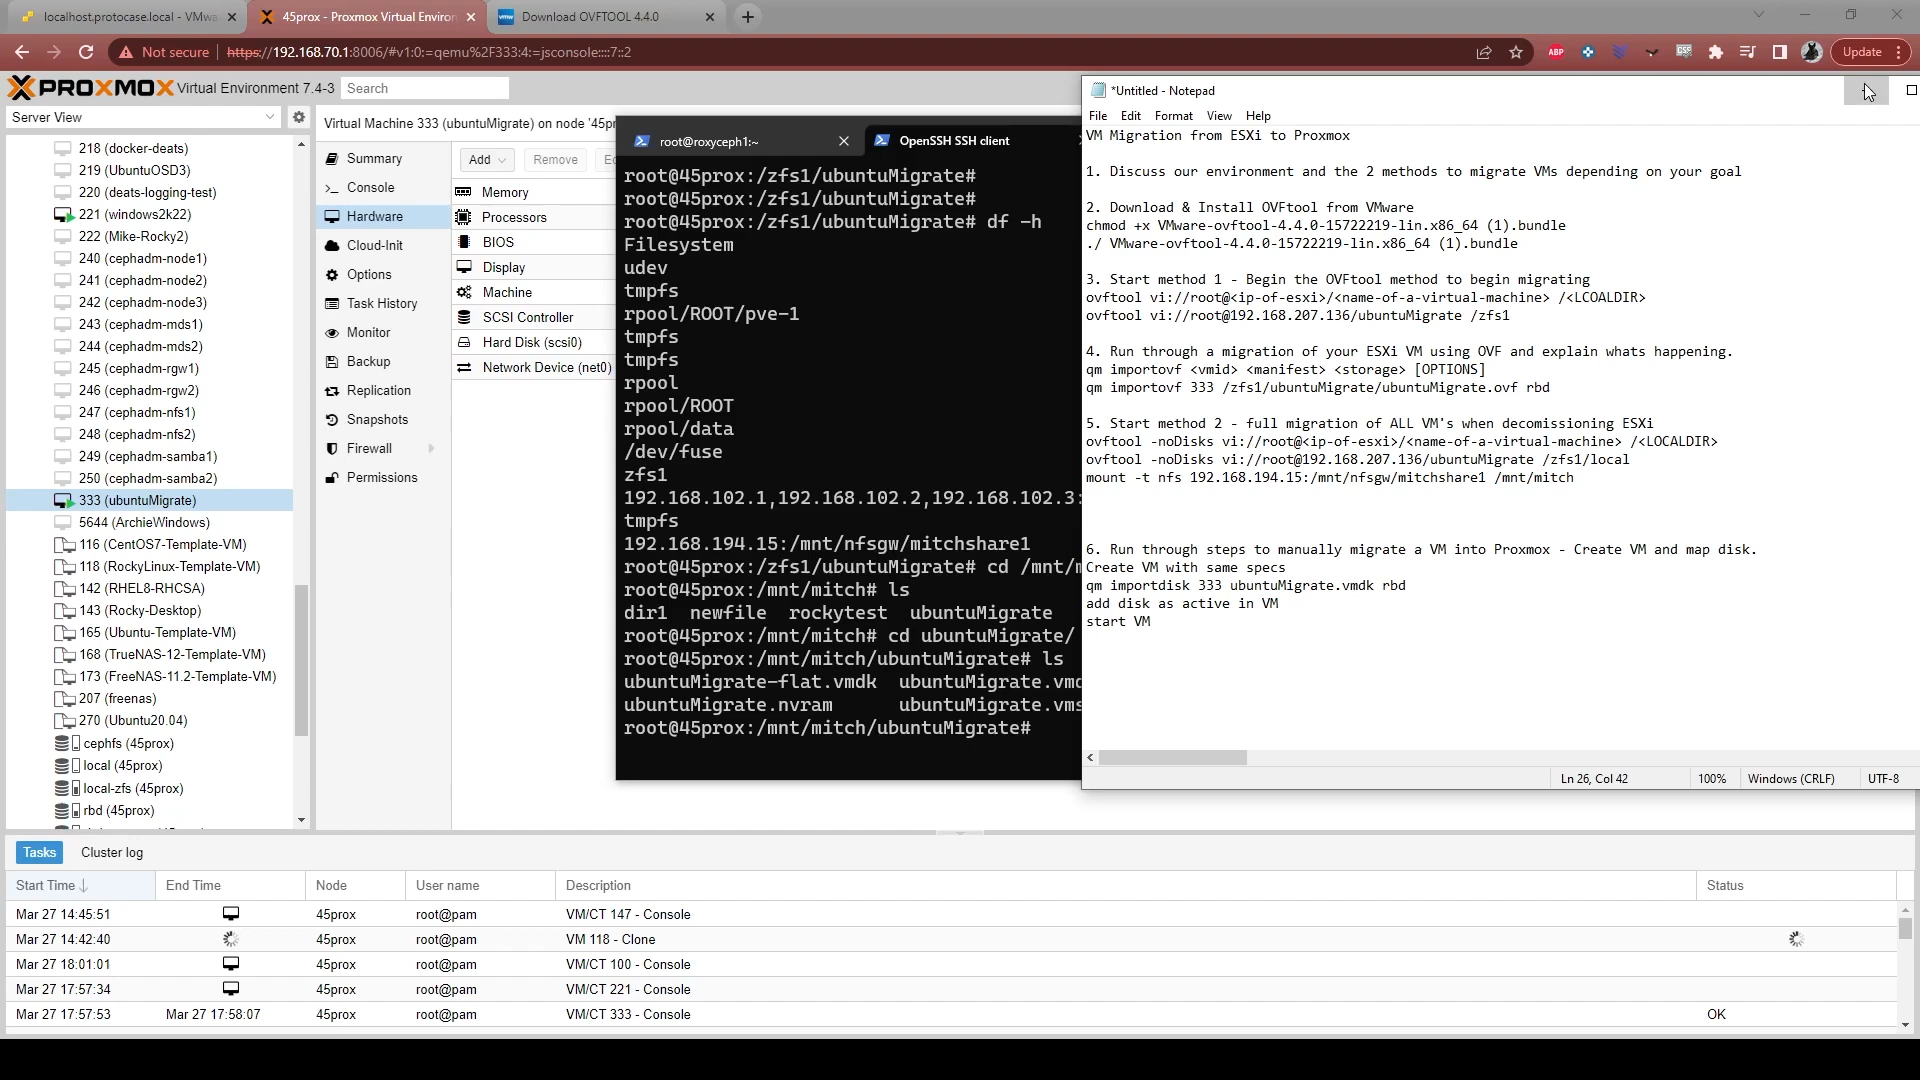 localhost.protocase.local - VMwa
45prox - Proxmox Virtual Environ
Download OVFTOOL 4.4.0
Not secure
https://192.168.70.1:8006/#v1:0:=qemu%2F333:4:=jsconsole::::7::2
Update
PROXMOX Virtual Environment 7.4-3
Search
Server View
218 (docker-deats)
219 (UbuntuOSD3)
220 (deats-logging-test)
221 (windows2k22)
222 (Mike-Rocky2)
240 (cephadm-node1)
241 (cephadm-node2)
242 (cephadm-node3)
243 (cephadm-mds1)
244 (cephadm-mds2)
245 (cephadm-rgw1)
246 (cephadm-rgw2)
247 (cephadm-nfs1)
248 (cephadm-nfs2)
249 (cephadm-samba1)
250 (cephadm-samba2)
333 (ubuntuMigrate)
5644 (ArchieWindows)
116 (CentOS7-Template-VM)
118 (RockyLinux-Template-VM)
142 (RHEL8-RHCSA)
143 (Rocky-Desktop)
165 (Ubuntu-Template-VM)
168 (TrueNAS-12-Template-VM)
173 (FreeNAS-11.2-Template-VM)
207 (freenas)
270 (Ubuntu20.04)
cephfs (45prox)
local (45prox)
local-zfs (45prox)
rbd (45prox)
Virtual Machine 333 (ubuntuMigrate) on node '45pr
Summary
Console
Hardware
Cloud-Init
Options
Task History
Monitor
Backup
Replication
Snapshots
Firewall
Permissions
Add
Remove
Ed
Memory
Processors
BIOS
Display
Machine
SCSI Controller
Hard Disk (scsi0)
Network Device (net0)
root@roxyceph1:~
OpenSSH SSH client
root@45prox:/zfs1/ubuntuMigrate#
root@45prox:/zfs1/ubuntuMigrate#
root@45prox:/zfs1/ubuntuMigrate# df -h
Filesystem
udev
tmpfs
rpool/ROOT/pve-1
tmpfs
tmpfs
rpool
rpool/ROOT
rpool/data
/dev/fuse
zfs1
192.168.102.1,192.168.102.2,192.168.102.3:
tmpfs
192.168.194.15:/mnt/nfsgw/mitchshare1
root@45prox:/zfs1/ubuntuMigrate# cd /mnt/m
root@45prox:/mnt/mitch# ls
dir1 newfile rockytest ubuntuMigrate
root@45prox:/mnt/mitch# cd ubuntuMigrate/
root@45prox:/mnt/mitch/ubuntuMigrate# ls
ubuntuMigrate-flat.vmdk ubuntuMigrate.vmd
ubuntuMigrate.nvram ubuntuMigrate.vms
root@45prox:/mnt/mitch/ubuntuMigrate#
*Untitled - Notepad
File Edit Format View Help
VM Migration from ESXi to Proxmox
1. Discuss our environment and the 2 methods to migrate VMs depending on your goal
2. Download & Install OVFtool from VMware
chmod +x VMware-ovftool-4.4.0-15722219-lin.x86_64 (1).bundle
./ VMware-ovftool-4.4.0-15722219-lin.x86_64 (1).bundle
3. Start method 1 - Begin the OVFtool method to begin migrating
ovftool vi://root@<ip-of-esxi>/<name-of-a-virtual-machine> /<LCOALDIR>
ovftool vi://root@192.168.207.136/ubuntuMigrate /zfs1
4. Run through a migration of your ESXi VM using OVF and explain whats happening.
qm importovf <vmid> <manifest> <storage> [OPTIONS]
qm importovf 333 /zfs1/ubuntuMigrate/ubuntuMigrate.ovf rbd
5. Start method 2 - full migration of ALL VM's when decomissioning ESXi
ovftool -noDisks vi://root@<ip-of-esxi>/<name-of-a-virtual-machine> /<LOCALDIR>
ovftool -noDisks vi://root@192.168.207.136/ubuntuMigrate /zfs1/local
mount -t nfs 192.168.194.15:/mnt/nfsgw/mitchshare1 /mnt/mitch
6. Run through steps to manually migrate a VM into Proxmox - Create VM and map disk.
Create VM with same specs
qm importdisk 333 ubuntuMigrate.vmdk rbd
add disk as active in VM
start VM
Ln 26, Col 42
100%
Windows (CRLF)
UTF-8
Tasks
Cluster log
Start Time End Time Node User name Description Status
Mar 27 14:45:51 45prox root@pam VM/CT 147 - Console
Mar 27 14:42:40 45prox root@pam VM 118 - Clone
Mar 27 18:01:01 45prox root@pam VM/CT 100 - Console
Mar 27 17:57:34 45prox root@pam VM/CT 221 - Console
Mar 27 17:57:53 Mar 27 17:58:07 45prox root@pam VM/CT 333 - Console OK